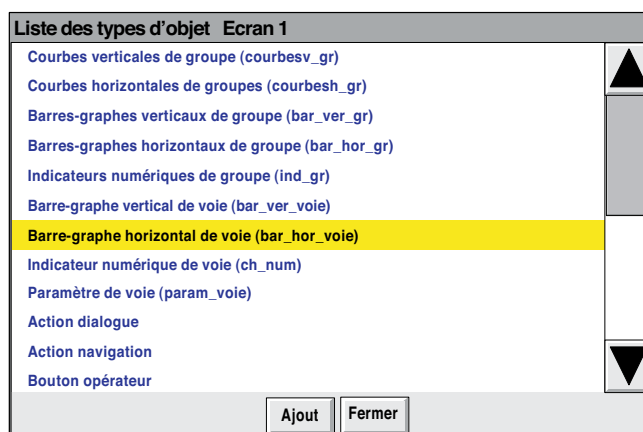 Liste des types d’objet Ecran 1
Courbes verticales de groupe (courbesv_gr)
Courbes horizontales de groupes (courbesh_gr)
Barres-graphes verticaux de groupe (bar_ver_gr)
Barres-graphes horizontaux de groupe (bar_hor_gr)
Indicateurs numériques de groupe (ind_gr)
Barre-graphe vertical de voie (bar_ver_voie)
Barre-graphe horizontal de voie (bar_hor_voie)
Indicateur numérique de voie (ch_num)
Paramètre de voie (param_voie)
Action dialogue
Action navigation
Bouton opérateur
Ajout Fermer